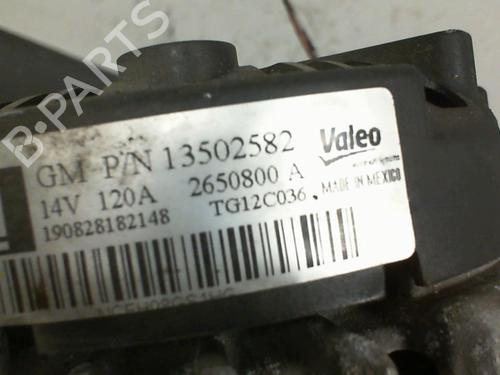 B-PARTS
GM P/N 13502582
Valeo
14V 120A 2650800 A
190828182148 TG12C036
MADE IN MEXICO